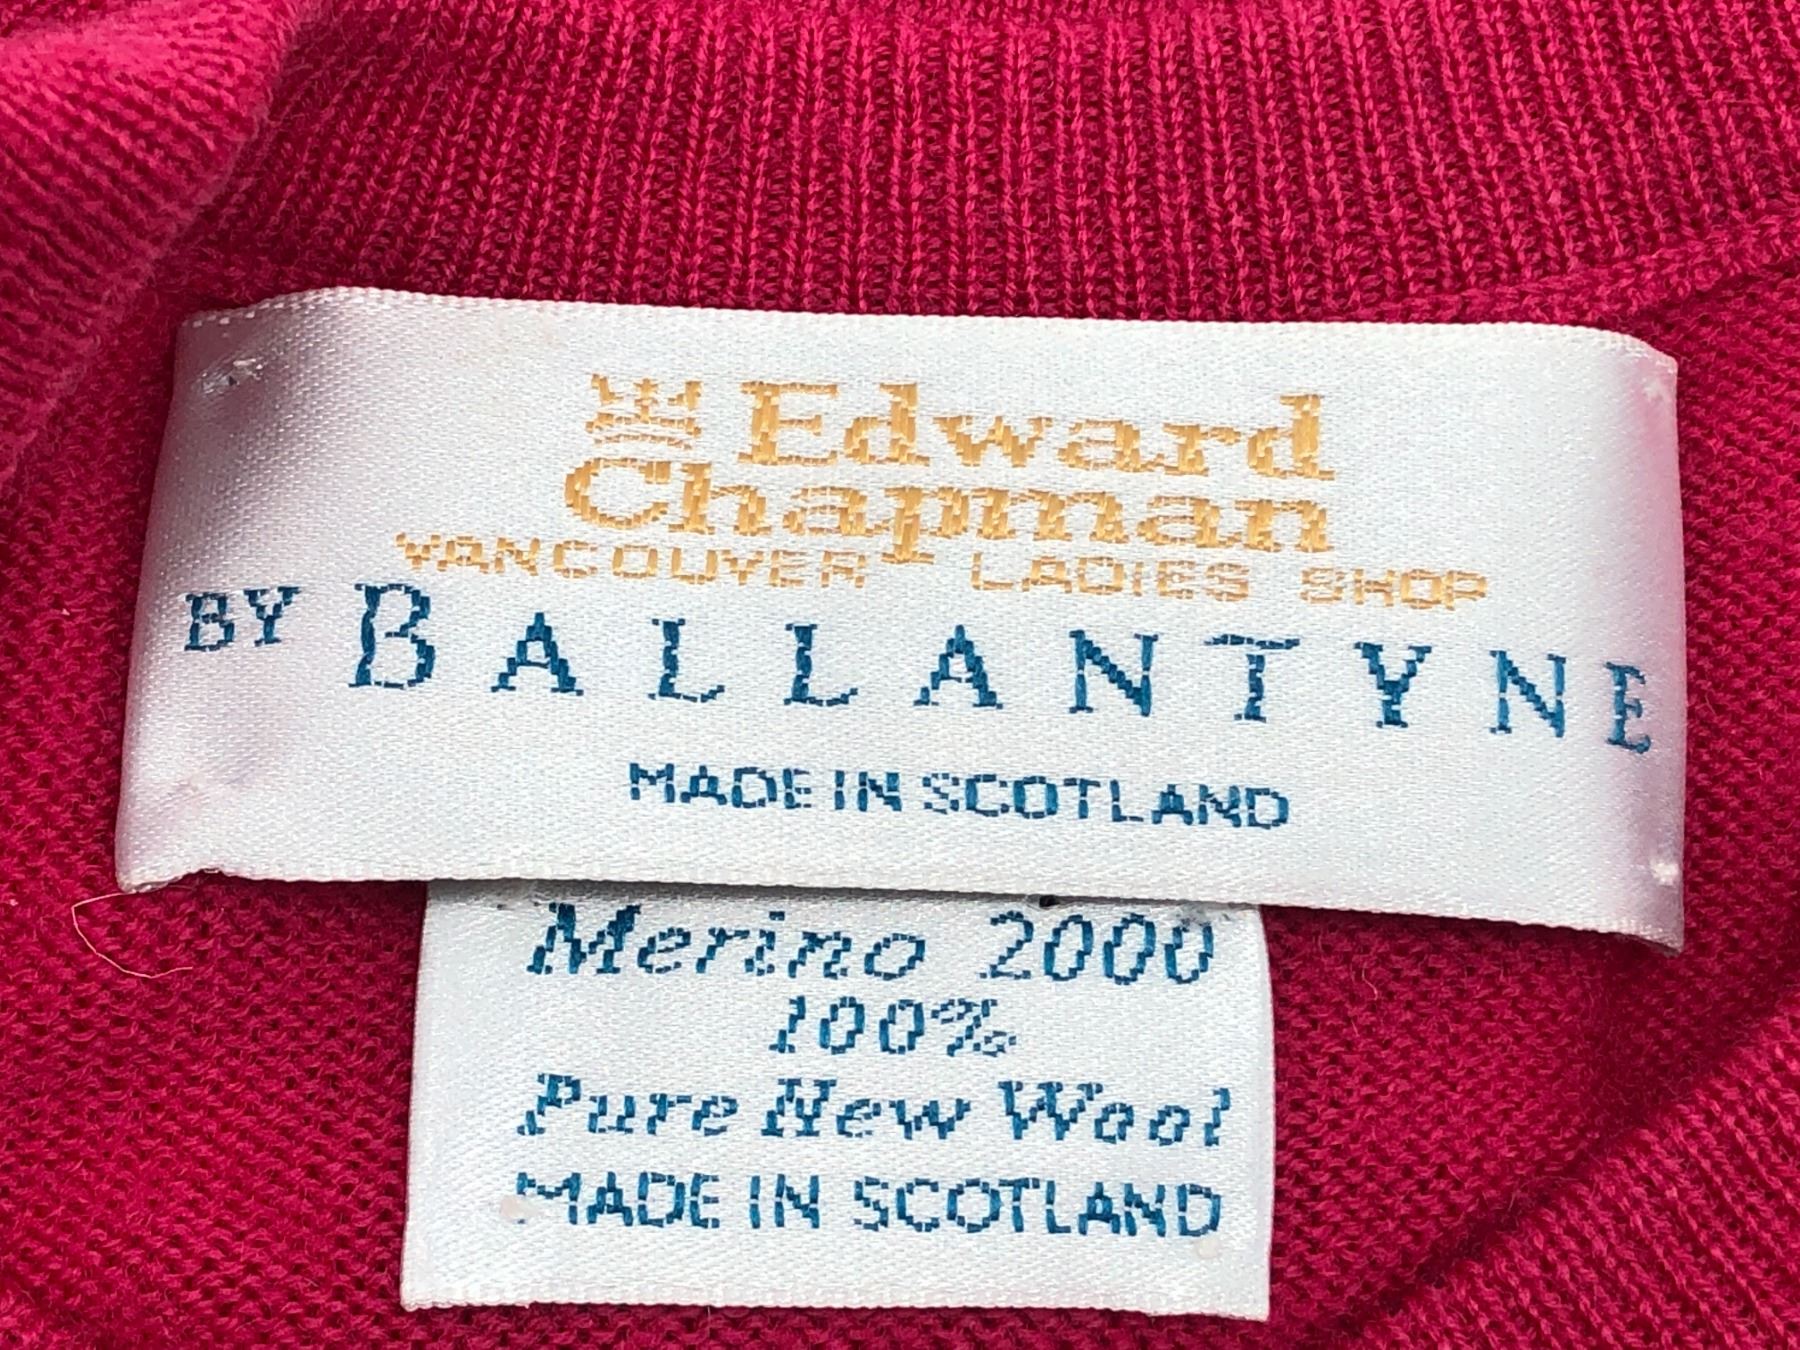 Edward
Chapman
VANCOUVER LADIES SHOP
BY BALLANTYNE
MADE IN SCOTLAND
Merino 2000
100%
Pure New Wool
MADE IN SCOTLAND